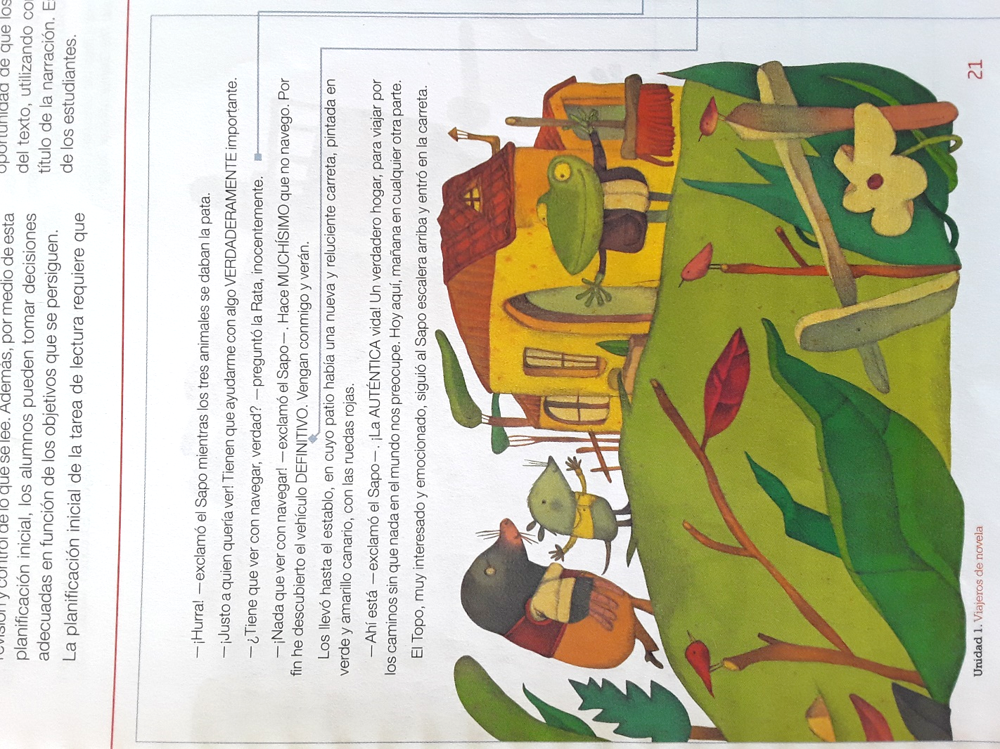 oportunidad de que los
del texto, utilizando
título de la narración.
de los estudiantes.
revisión y control de lo que se lee. Además, por medio de esta
planificación inicial, los alumnos pueden tomar decisiones
adecuadas en función de los objetivos que se persiguen.
La planificación inicial de la tarea de lectura requiere que
—¡Hurra! —exclamó el Sapo mientras los tres animales se daban la pata.
—¡Justo a quien quería ver! Tienen que ayudarme con algo VERDADERAMENTE importante.
—¿Tiene que ver con navegar, verdad? —preguntó la Rata, inocentemente.
—¡Nada que ver con navegar! —exclamó el Sapo—. Hace MUCHÍSIMO que no navego. Por
fin he descubierto el vehículo DEFINITIVO. Vengan conmigo y verán.
Los llevó hasta el establo, en cuyo patio había una nueva y reluciente carreta, pintada en
verde y amarillo canario, con las ruedas rojas.
—Ahí está —exclamó el Sapo—. ¡La AUTÉNTICA vida! Un verdadero hogar, para viajar por
los caminos sin que nada en el mundo nos preocupe. Hoy aquí, mañana en cualquier otra parte.
El Topo, muy interesado y emocionado, siguió al Sapo escalera arriba y entró en la carreta.
Unidad 1. Viajeros de novela
21